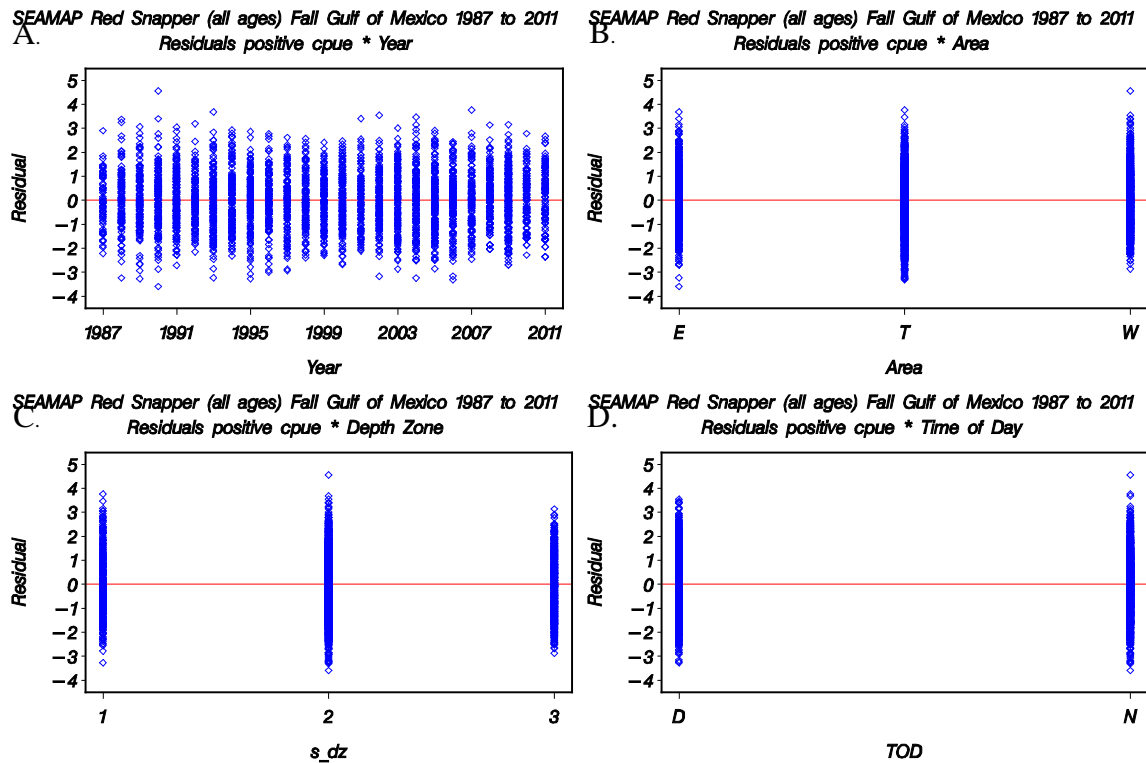 SEAMAP Red Snapper (all ages) Fall Gulf of Mexico 1987 to 2011
A.
Residuals positive cpue * Year
5
4
3
2
1
0
−1
−2
−3
−4
Residual
1987 1991 1995 1999 2003 2007 2011
Year
SEAMAP Red Snapper (all ages) Fall Gulf of Mexico 1987 to 2011
B.
Residuals positive cpue * Area
5
4
3
2
1
0
−1
−2
−3
−4
Residual
E T W
Area
SEAMAP Red Snapper (all ages) Fall Gulf of Mexico 1987 to 2011
C.
Residuals positive cpue * Depth Zone
5
4
3
2
1
0
−1
−2
−3
−4
Residual
1 2 3
s_dz
SEAMAP Red Snapper (all ages) Fall Gulf of Mexico 1987 to 2011
D.
Residuals positive cpue * Time of Day
5
4
3
2
1
0
−1
−2
−3
−4
Residual
D N
TOD